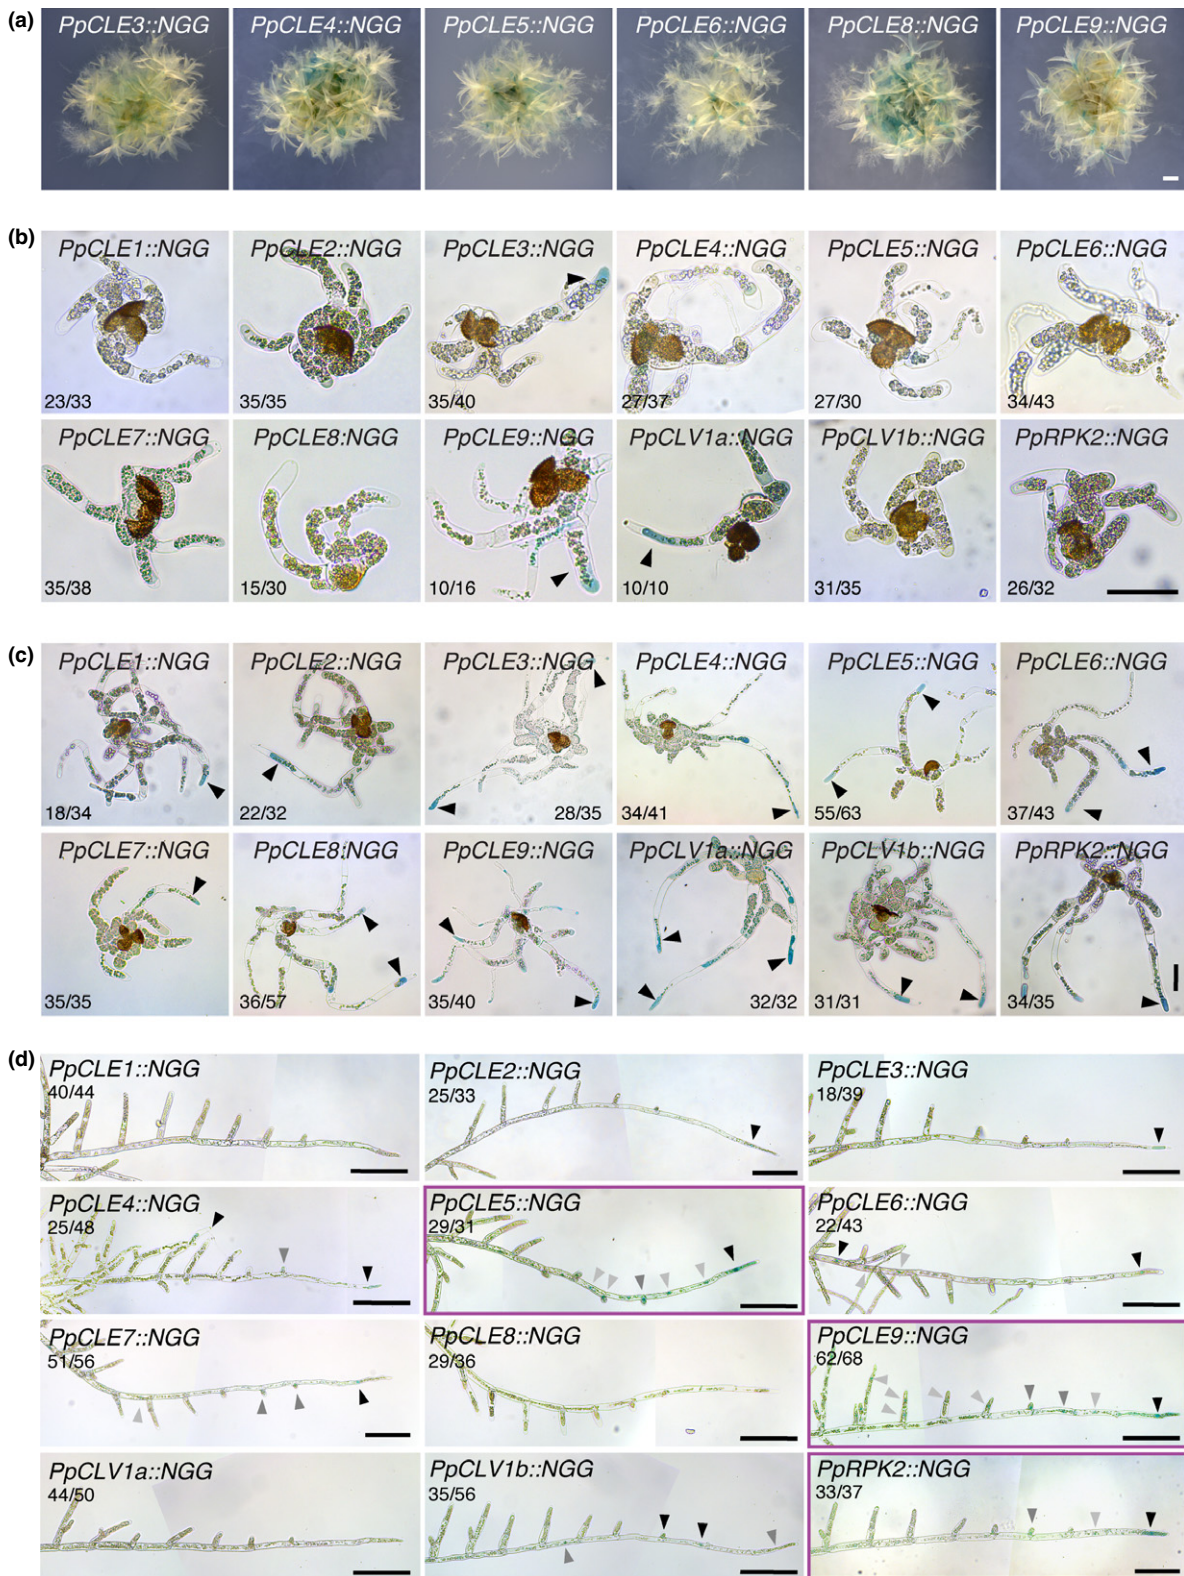 (a)
PpCLE3::NGG PpCLE4::NGG PpCLE5::NGG PpCLE6::NGG PpCLE8::NGG PpCLE9::NGG
(b)
PpCLE1::NGG PpCLE2::NGG PpCLE3::NGG PpCLE4::NGG PpCLE5::NGG PpCLE6::NGG
23/33 35/35 35/40 27/37 27/30 34/43
PpCLE7::NGG PpCLE8:NGG PpCLE9::NGG PpCLV1a::NGG PpCLV1b::NGG PpRPK2::NGG
35/38 15/30 10/16 10/10 31/35 26/32
(c)
PpCLE1::NGG PpCLE2::NGG PpCLE3::NGG PpCLE4::NGG PpCLE5::NGG PpCLE6::NGG
18/34 22/32 28/35 34/41 55/63 37/43
PpCLE7::NGG PpCLE8:NGG PpCLE9::NGG PpCLV1a::NGG PpCLV1b::NGG PpRPK2::NGG
35/35 36/57 35/40 32/32 31/31 34/35
(d)
PpCLE1::NGG PpCLE2::NGG PpCLE3::NGG
40/44 25/33 18/39
PpCLE4::NGG PpCLE5::NGG PpCLE6::NGG
25/48 29/31 22/43
PpCLE7::NGG PpCLE8::NGG PpCLE9::NGG
51/56 29/36 62/68
PpCLV1a::NGG PpCLV1b::NGG PpRPK2::NGG
44/50 35/56 33/37